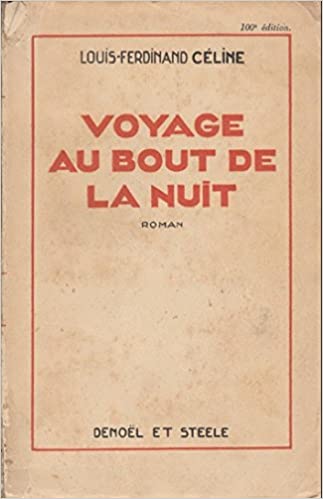 100e édition.
LOUIS-FERDINAND CÉLINE
VOYAGE
AU BOUT DE
LA NUIT
ROMAN
DENOËL ET STEELE